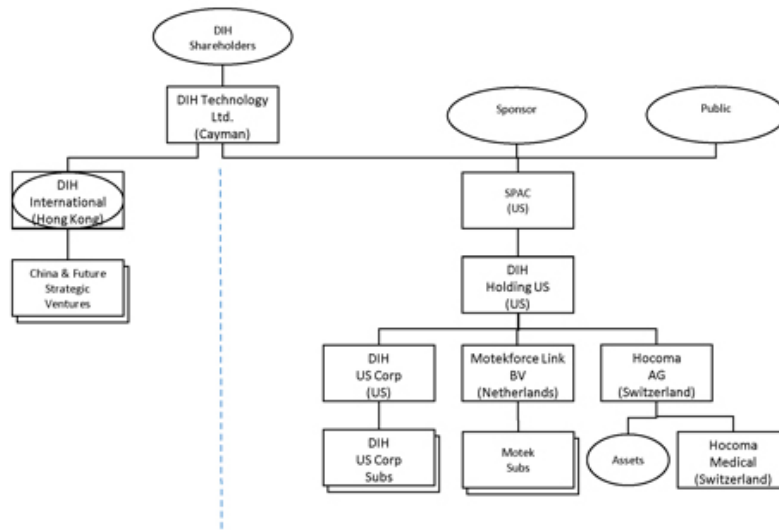 DIH
Shareholders
DIH Technology
Ltd.
(Cayman)
Sponsor
Public
DIH
International
(Hong Kong)
SPAC
(US)
China & Future
Strategic
Ventures
DIH
Holding US
(US)
DIH
US Corp
(US)
Motekforce Link
BV
(Netherlands)
Hocoma
AG
(Switzerland)
DIH
US Corp
Subs
Motek
Subs
Assets
Hocoma
Medical
(Switzerland)